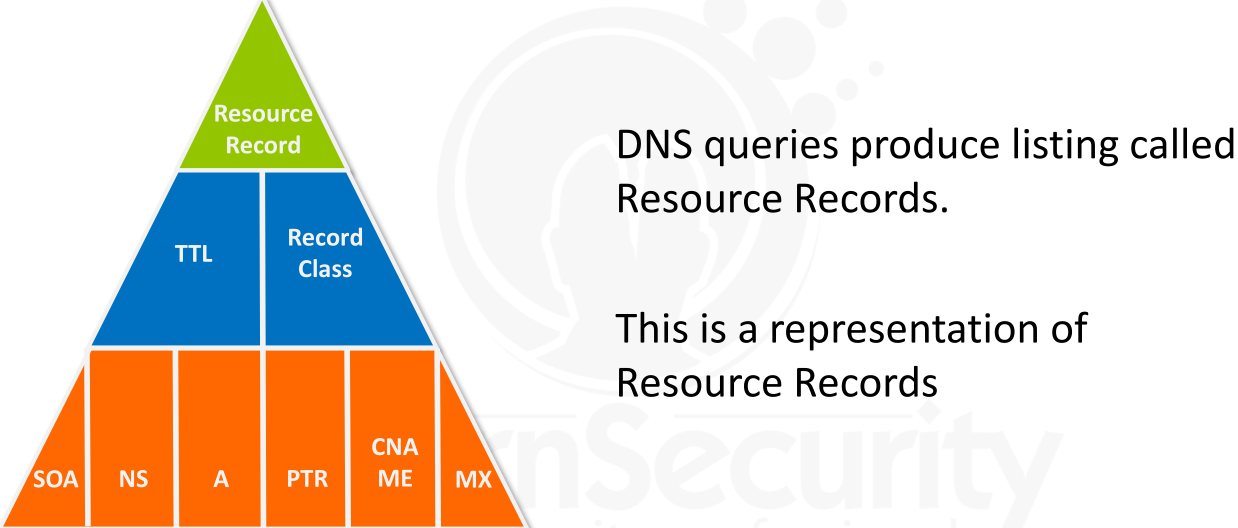 Resource
Record
TTL
Record
Class
SOA
NS
A
PTR
CNA
ME
MX
DNS queries produce listing called
Resource Records.
This is a representation of
Resource Records
rnSecurity